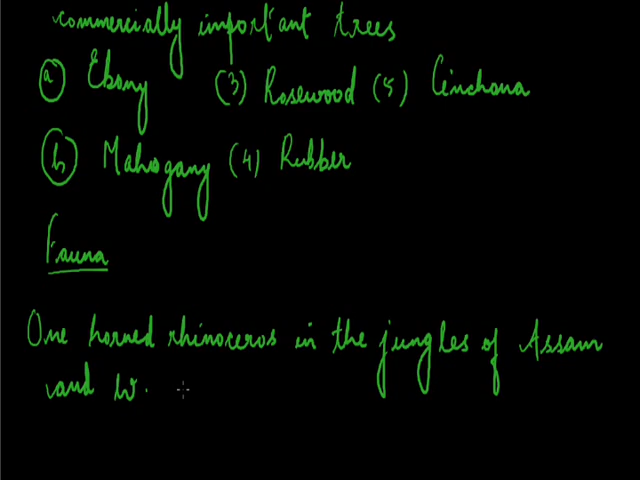 commercially important trees
(a) Ebony (3) Rosewood (5) Cinchona
(b) Mahogany (4) Rubber
Fauna
One horned rhinoceros in the jungles of Assam
and W.